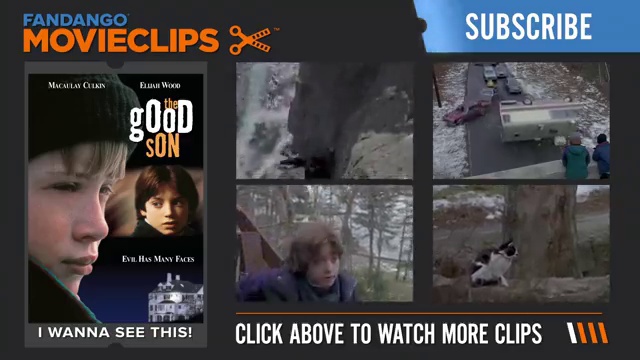 FANDANGO
MOVIECLIPS
SUBSCRIBE
MACAULAY CULKIN ELIJAH WOOD
the
gOOD
sON
EVIL HAS MANY FACES
I WANNA SEE THIS!
CLICK ABOVE TO WATCH MORE CLIPS